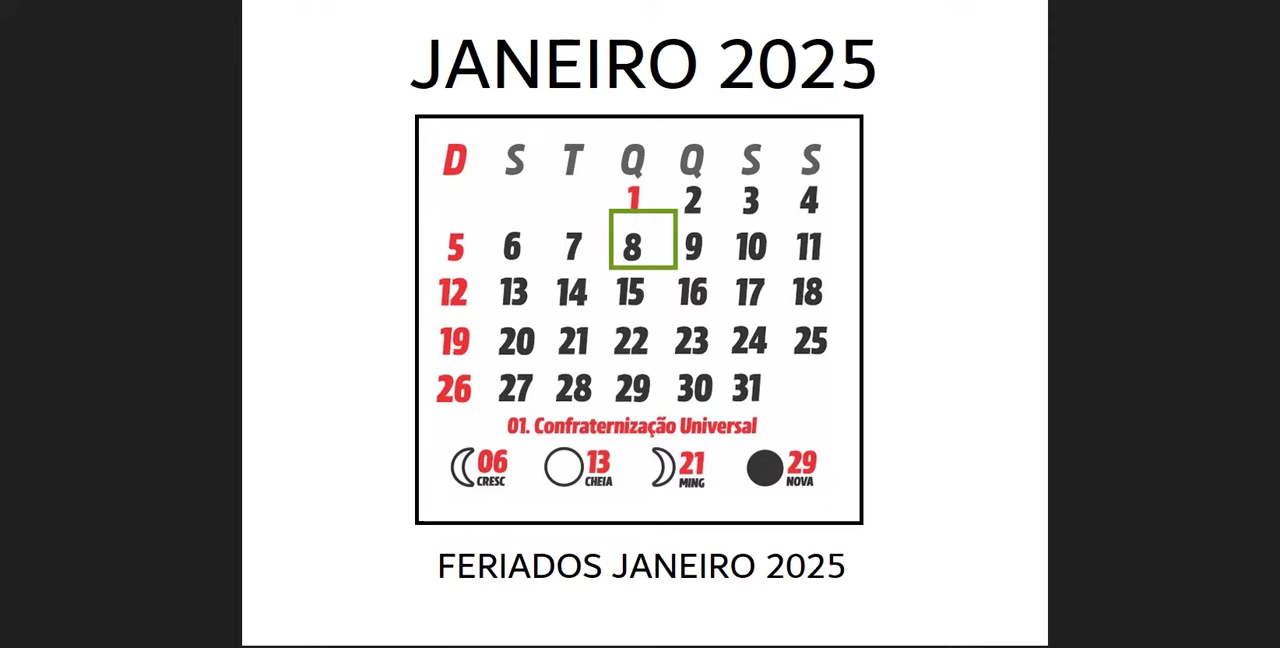 JANEIRO 2025
D S T Q Q S S
1 2 3 4
5 6 7 8 9 10 11
12 13 14 15 16 17 18
19 20 21 22 23 24 25
26 27 28 29 30 31
01. Confraternização Universal
06 13 21 29
CRESC CHEIA MING NOVA
FERIADOS JANEIRO 2025